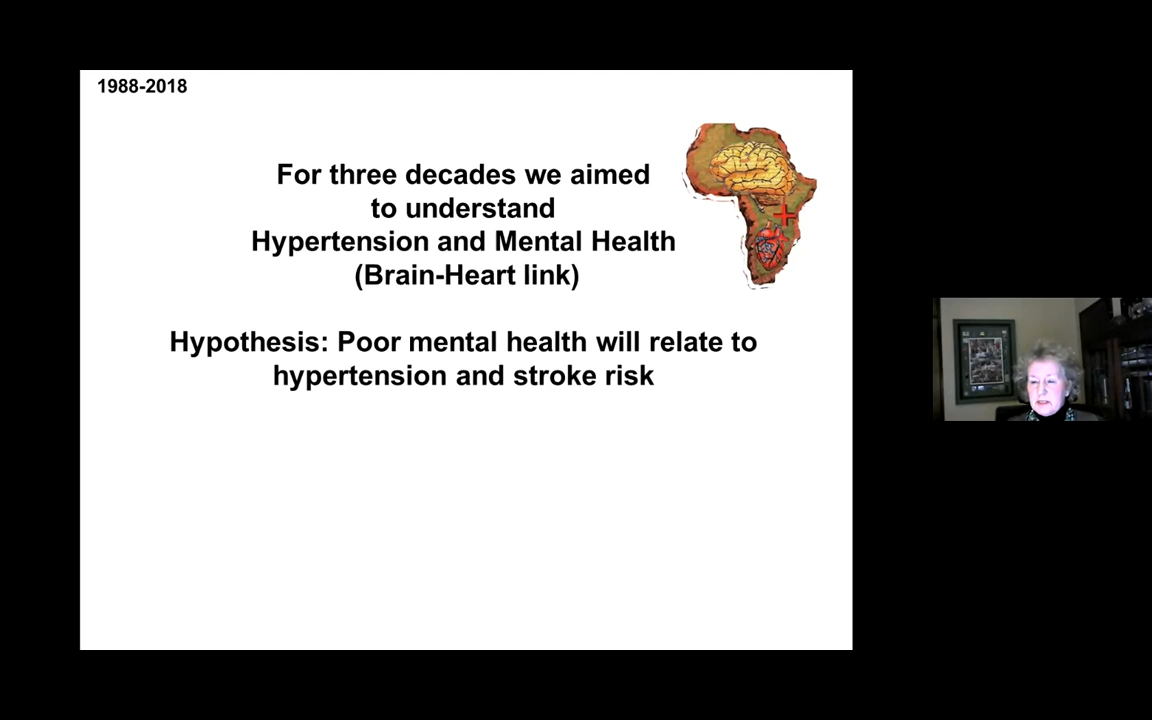 1988-2018
For three decades we aimed
to understand
Hypertension and Mental Health
(Brain-Heart link)
Hypothesis: Poor mental health will relate to
hypertension and stroke risk